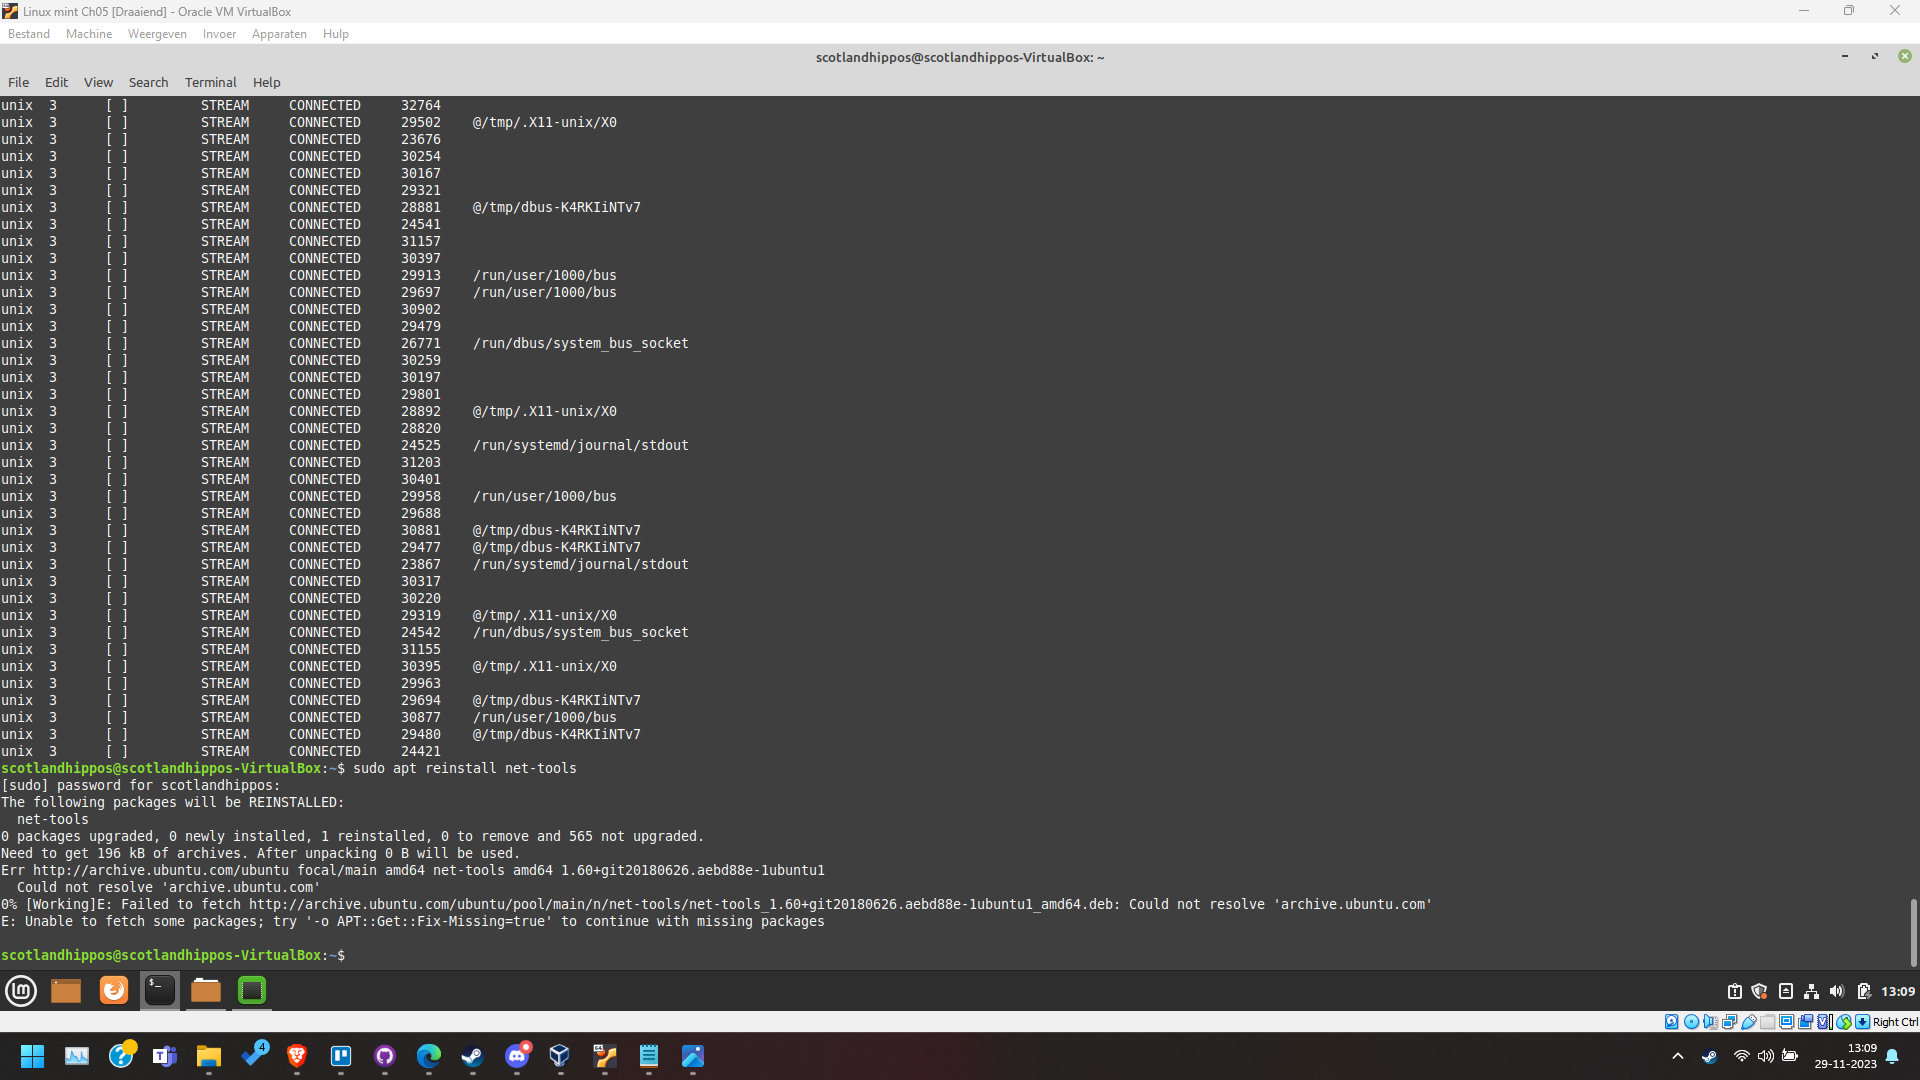 Linux mint Ch05 [Draaiend] - Oracle VM VirtualBox
Bestand Machine Weergeven Invoer Apparaten Hulp
scotlandhippos@scotlandhippos-VirtualBox: ~
File Edit View Search Terminal Help
unix 3 [ ] STREAM CONNECTED 32764
unix 3 [ ] STREAM CONNECTED 29502 @/tmp/.X11-unix/X0
unix 3 [ ] STREAM CONNECTED 23676
unix 3 [ ] STREAM CONNECTED 30254
unix 3 [ ] STREAM CONNECTED 30167
unix 3 [ ] STREAM CONNECTED 29321
unix 3 [ ] STREAM CONNECTED 28881 @/tmp/dbus-K4RKIiNTv7
unix 3 [ ] STREAM CONNECTED 24541
unix 3 [ ] STREAM CONNECTED 31157
unix 3 [ ] STREAM CONNECTED 30397
unix 3 [ ] STREAM CONNECTED 29913 /run/user/1000/bus
unix 3 [ ] STREAM CONNECTED 29697 /run/user/1000/bus
unix 3 [ ] STREAM CONNECTED 30902
unix 3 [ ] STREAM CONNECTED 29479
unix 3 [ ] STREAM CONNECTED 26771 /run/dbus/system_bus_socket
unix 3 [ ] STREAM CONNECTED 30259
unix 3 [ ] STREAM CONNECTED 30197
unix 3 [ ] STREAM CONNECTED 29801
unix 3 [ ] STREAM CONNECTED 28892 @/tmp/.X11-unix/X0
unix 3 [ ] STREAM CONNECTED 28820
unix 3 [ ] STREAM CONNECTED 24525 /run/systemd/journal/stdout
unix 3 [ ] STREAM CONNECTED 31203
unix 3 [ ] STREAM CONNECTED 30401
unix 3 [ ] STREAM CONNECTED 29958 /run/user/1000/bus
unix 3 [ ] STREAM CONNECTED 29688
unix 3 [ ] STREAM CONNECTED 30881 @/tmp/dbus-K4RKIiNTv7
unix 3 [ ] STREAM CONNECTED 29477 @/tmp/dbus-K4RKIiNTv7
unix 3 [ ] STREAM CONNECTED 23867 /run/systemd/journal/stdout
unix 3 [ ] STREAM CONNECTED 30317
unix 3 [ ] STREAM CONNECTED 30220
unix 3 [ ] STREAM CONNECTED 29319 @/tmp/.X11-unix/X0
unix 3 [ ] STREAM CONNECTED 24542 /run/dbus/system_bus_socket
unix 3 [ ] STREAM CONNECTED 31155
unix 3 [ ] STREAM CONNECTED 30395 @/tmp/.X11-unix/X0
unix 3 [ ] STREAM CONNECTED 29963
unix 3 [ ] STREAM CONNECTED 29694 @/tmp/dbus-K4RKIiNTv7
unix 3 [ ] STREAM CONNECTED 30877 /run/user/1000/bus
unix 3 [ ] STREAM CONNECTED 29480 @/tmp/dbus-K4RKIiNTv7
unix 3 [ ] STREAM CONNECTED 24421
scotlandhippos@scotlandhippos-VirtualBox:~$ sudo apt reinstall net-tools
[sudo] password for scotlandhippos:
The following packages will be REINSTALLED:
net-tools
0 packages upgraded, 0 newly installed, 1 reinstalled, 0 to remove and 565 not upgraded.
Need to get 196 kB of archives. After unpacking 0 B will be used.
Err http://archive.ubuntu.com/ubuntu focal/main amd64 net-tools amd64 1.60+git20180626.aebd88e-1ubuntu1
Could not resolve 'archive.ubuntu.com'
0% [Working]E: Failed to fetch http://archive.ubuntu.com/ubuntu/pool/main/n/net-tools/net-tools_1.60+git20180626.aebd88e-1ubuntu1_amd64.deb: Could not resolve 'archive.ubuntu.com'
E: Unable to fetch some packages; try '-o APT::Get::Fix-Missing=true' to continue with missing packages
scotlandhippos@scotlandhippos-VirtualBox:~$
13:09
Right Ctrl
4
13:09
29-11-2023